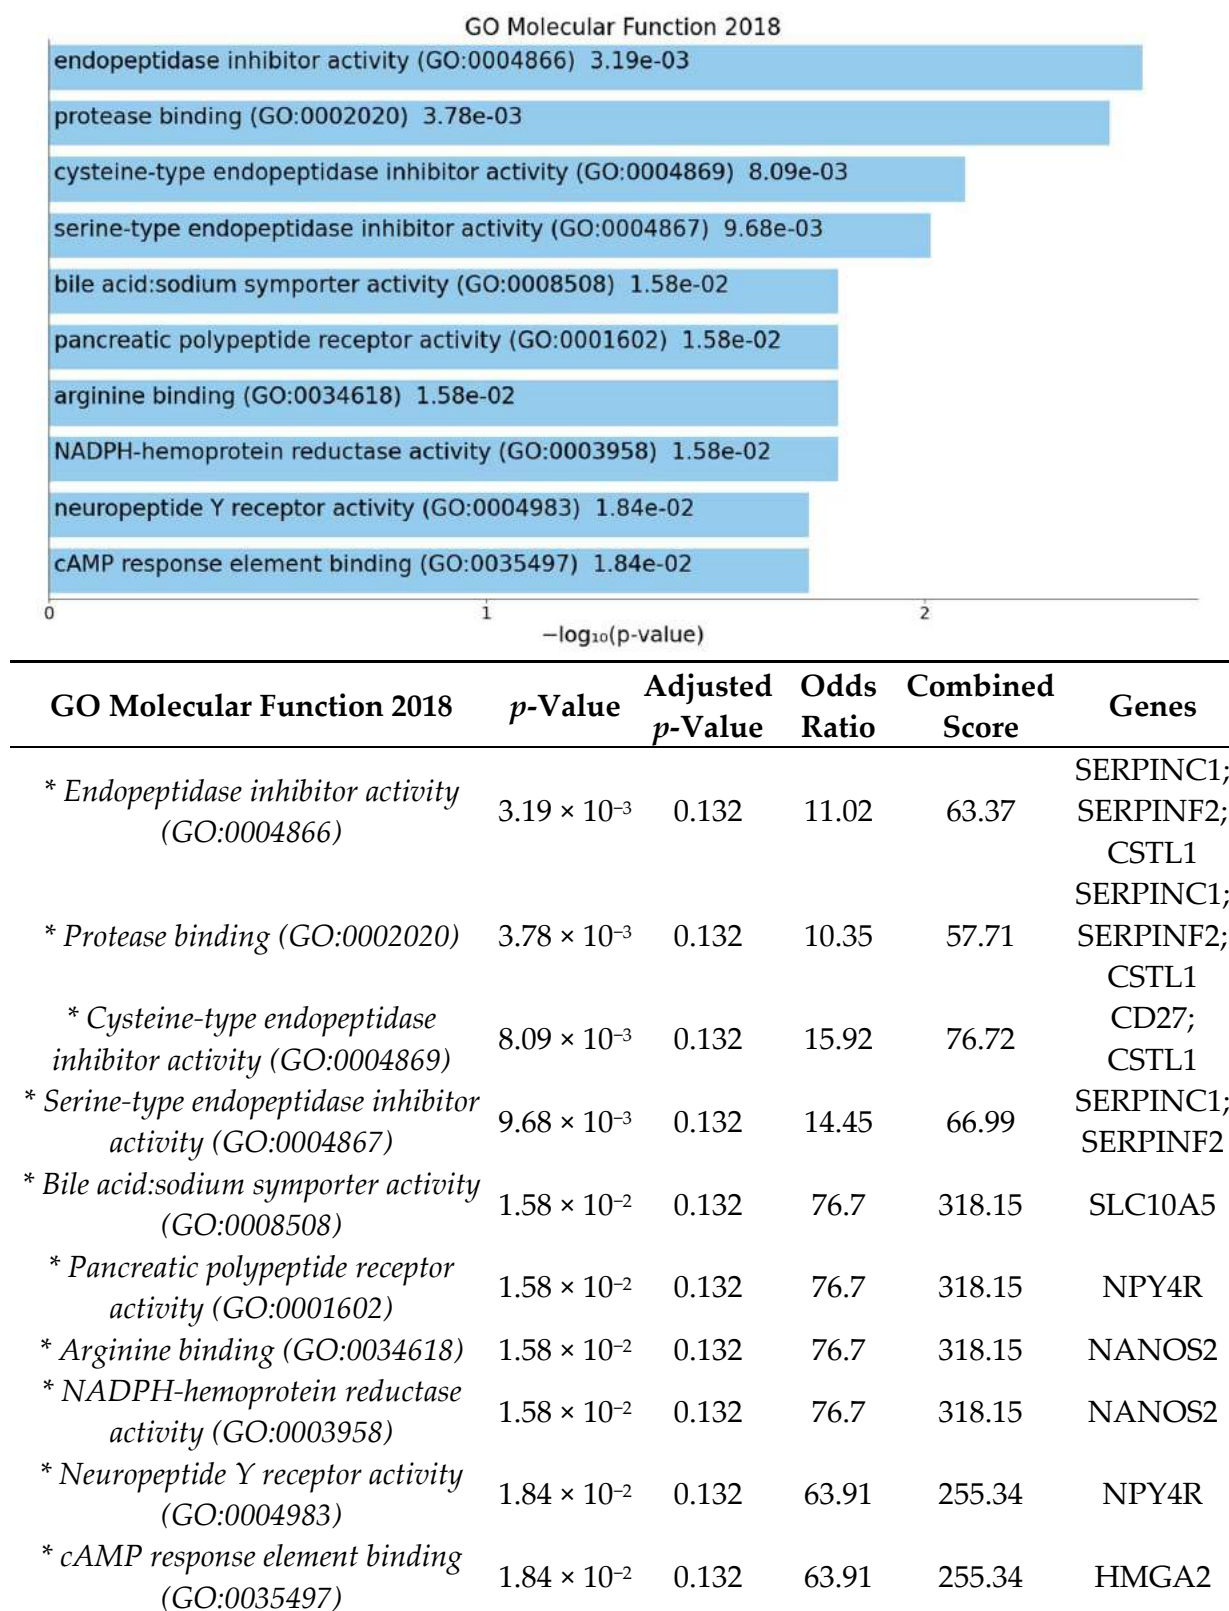 GO Molecular Function 2018
endopeptidase inhibitor activity (GO:0004866) 3.19e-03
protease binding (GO:0002020) 3.78e-03
cysteine-type endopeptidase inhibitor activity (GO:0004869) 8.09e-03
serine-type endopeptidase inhibitor activity (GO:0004867) 9.68e-03
bile acid:sodium symporter activity (GO:0008508) 1.58e-02
pancreatic polypeptide receptor activity (GO:0001602) 1.58e-02
arginine binding (GO:0034618) 1.58e-02
NADPH-hemoprotein reductase activity (GO:0003958) 1.58e-02
neuropeptide Y receptor activity (GO:0004983) 1.84e-02
cAMP response element binding (GO:0035497) 1.84e-02
0 1 2
−log₁₀(p-value)
GO Molecular Function 2018 p-Value Adjusted p-Value Odds Ratio Combined Score Genes
* Endopeptidase inhibitor activity
(GO:0004866) 3.19 × 10⁻³ 0.132 11.02 63.37 SERPINC1;
SERPINF2;
CSTL1
* Protease binding (GO:0002020) 3.78 × 10⁻³ 0.132 10.35 57.71 SERPINC1;
SERPINF2;
CSTL1
* Cysteine-type endopeptidase
inhibitor activity (GO:0004869) 8.09 × 10⁻³ 0.132 15.92 76.72 CD27;
CSTL1
* Serine-type endopeptidase inhibitor
activity (GO:0004867) 9.68 × 10⁻³ 0.132 14.45 66.99 SERPINC1;
SERPINF2
* Bile acid:sodium symporter activity
(GO:0008508) 1.58 × 10⁻² 0.132 76.7 318.15 SLC10A5
* Pancreatic polypeptide receptor
activity (GO:0001602) 1.58 × 10⁻² 0.132 76.7 318.15 NPY4R
* Arginine binding (GO:0034618) 1.58 × 10⁻² 0.132 76.7 318.15 NANOS2
* NADPH-hemoprotein reductase
activity (GO:0003958) 1.58 × 10⁻² 0.132 76.7 318.15 NANOS2
* Neuropeptide Y receptor activity
(GO:0004983) 1.84 × 10⁻² 0.132 63.91 255.34 NPY4R
* cAMP response element binding
(GO:0035497) 1.84 × 10⁻² 0.132 63.91 255.34 HMGA2